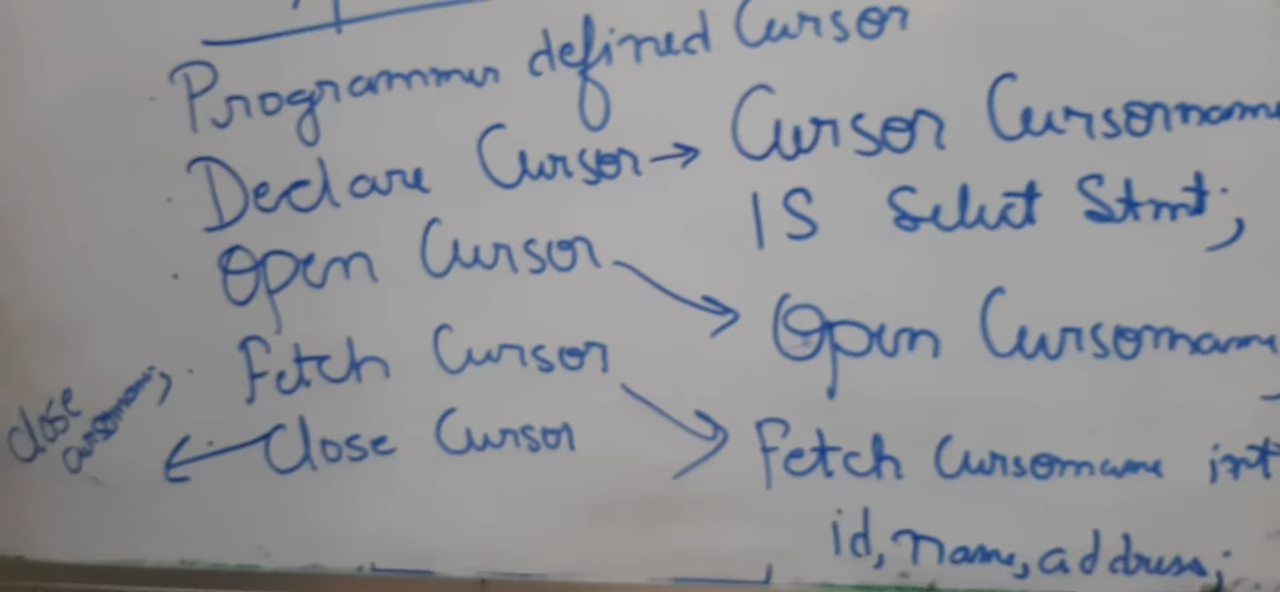 Programmer defined Cursor
Declare Cursor → Cursor Cursorname
IS Select Stmt;
Open Cursor → Open Cursorname
Fetch Cursor → Fetch Cursorname int
id, name, address;
Close Cursor
close
cursorname;